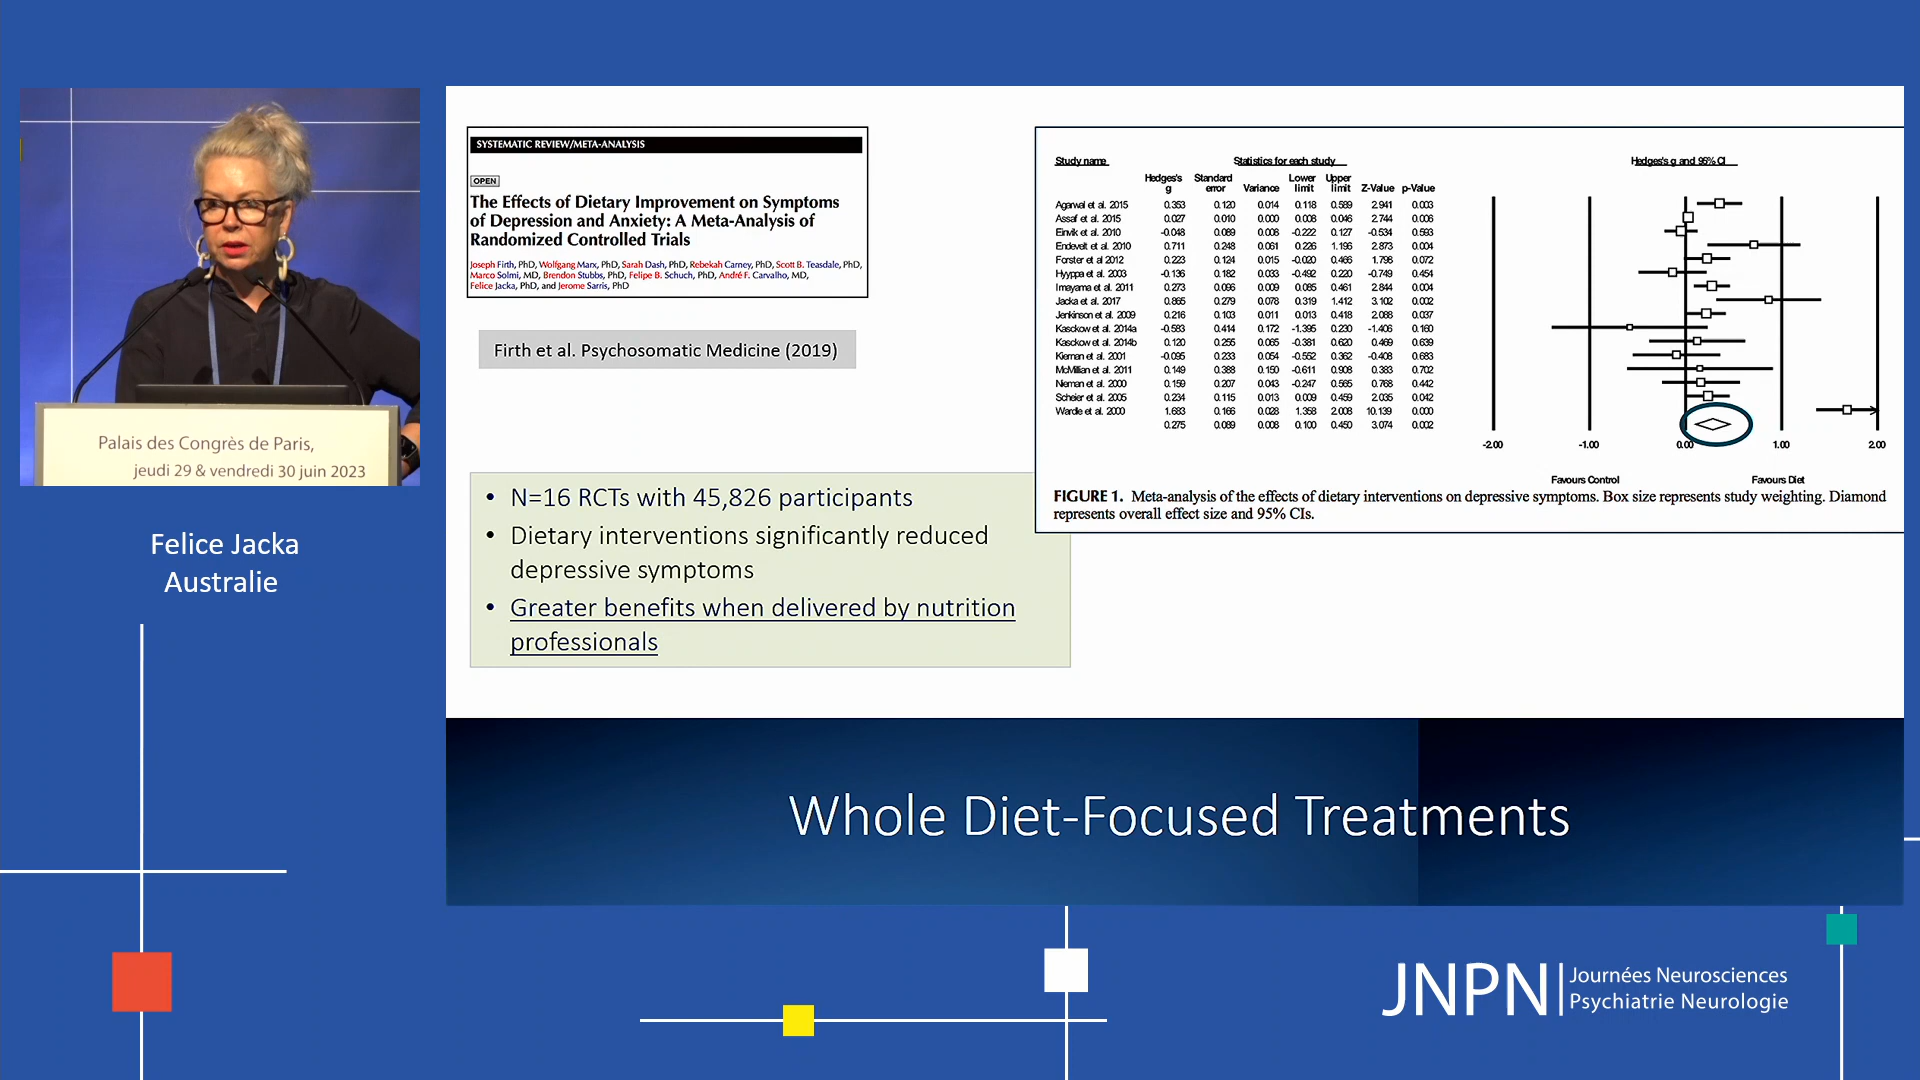 Palais des Congrès de Paris,
jeudi 29 & vendredi 30 juin 2023
Felice Jacka
Australie
SYSTEMATIC REVIEW/META-ANALYSIS
OPEN
The Effects of Dietary Improvement on Symptoms
of Depression and Anxiety: A Meta-Analysis of
Randomized Controlled Trials
Joseph Firth, PhD, Wolfgang Marx, PhD, Sarah Dash, PhD, Rebekah Carney, PhD, Scott B. Teasdale, PhD,
Marco Solmi, MD, Brendon Stubbs, PhD, Felipe B. Schuch, PhD, André F. Carvalho, MD,
Felice Jacka, PhD, and Jerome Sarris, PhD
Firth et al. Psychosomatic Medicine (2019)
• N=16 RCTs with 45,826 participants
• Dietary interventions significantly reduced
depressive symptoms
• Greater benefits when delivered by nutrition
professionals
Study name Statistics for each study Hedges's g and 95% CI
Hedges's Standard Lower Upper
g error Variance limit limit Z-Value p-Value
Agarwal et al. 2015 0.353 0.120 0.014 0.118 0.589 2.941 0.003
Assaf et al. 2015 0.027 0.010 0.000 0.008 0.046 2.744 0.006
Einvik et al. 2010 -0.048 0.089 0.008 -0.222 0.127 -0.534 0.593
Endevelt et al. 2010 0.711 0.248 0.061 0.226 1.196 2.873 0.004
Forster et al 2012 0.223 0.124 0.015 -0.020 0.466 1.798 0.072
Hyyppa et al. 2003 -0.136 0.182 0.033 -0.492 0.220 -0.749 0.454
Imayama et al. 2011 0.273 0.096 0.009 0.085 0.461 2.844 0.004
Jacka et al. 2017 0.865 0.279 0.078 0.319 1.412 3.102 0.002
Jenkinson et al. 2009 0.216 0.103 0.011 0.013 0.418 2.088 0.037
Kasckow et al. 2014a -0.583 0.414 0.172 -1.395 0.230 -1.406 0.160
Kasckow et al. 2014b 0.120 0.255 0.065 -0.381 0.620 0.469 0.639
Kiernan et al. 2001 -0.095 0.233 0.054 -0.552 0.362 -0.408 0.683
McMillan et al. 2011 0.149 0.388 0.150 -0.611 0.908 0.383 0.702
Nieman et al. 2000 0.159 0.207 0.043 -0.247 0.565 0.768 0.442
Scheier et al. 2005 0.234 0.115 0.013 0.009 0.459 2.035 0.042
Wardle et al. 2000 1.683 0.166 0.028 1.358 2.008 10.139 0.000
0.275 0.089 0.008 0.100 0.450 3.074 0.002
-2.00 -1.00 0.00 1.00 2.00
Favours Control Favours Diet
FIGURE 1. Meta-analysis of the effects of dietary interventions on depressive symptoms. Box size represents study weighting. Diamond
represents overall effect size and 95% CIs.
Whole Diet-Focused Treatments
JNPN
Journées Neurosciences
Psychiatrie Neurologie